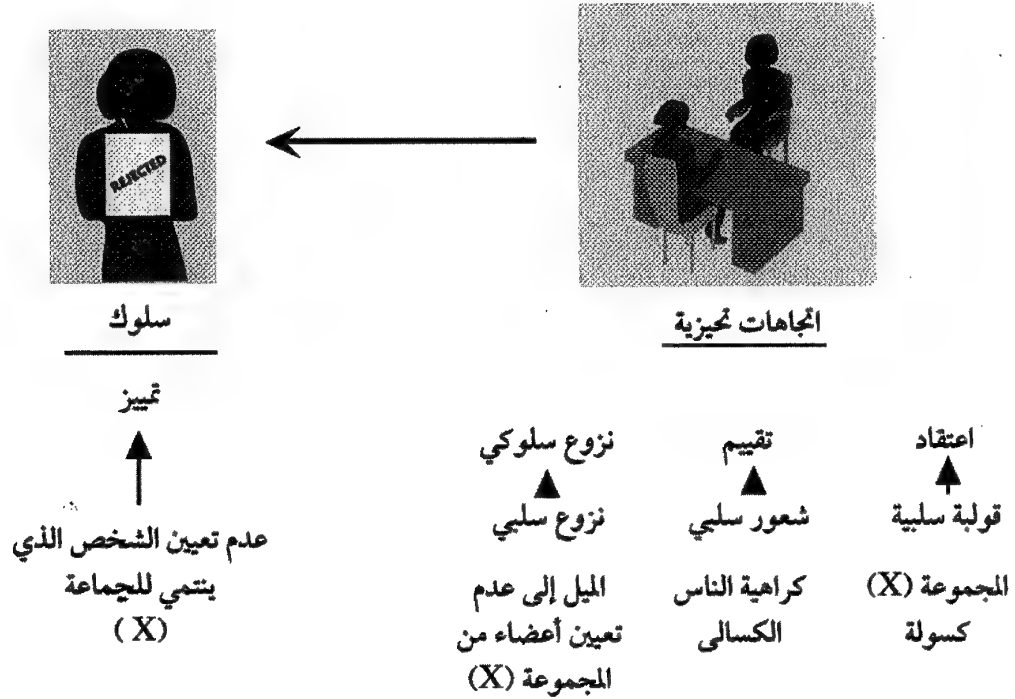 REJECTED
اتجاهات تحيزية
سلوك
تمييز
اعتقاد
تقييم
نزوع سلوكي
قولبة سلبية
شعور سلبي
نزوع سلبي
المجموعة (X)
كسولة
كراهية الناس
الكسالى
الميل إلى عدم
تعيين أعضاء من
المجموعة (X)
عدم تعيين الشخص الذي
ينتمي للجماعة
(X)